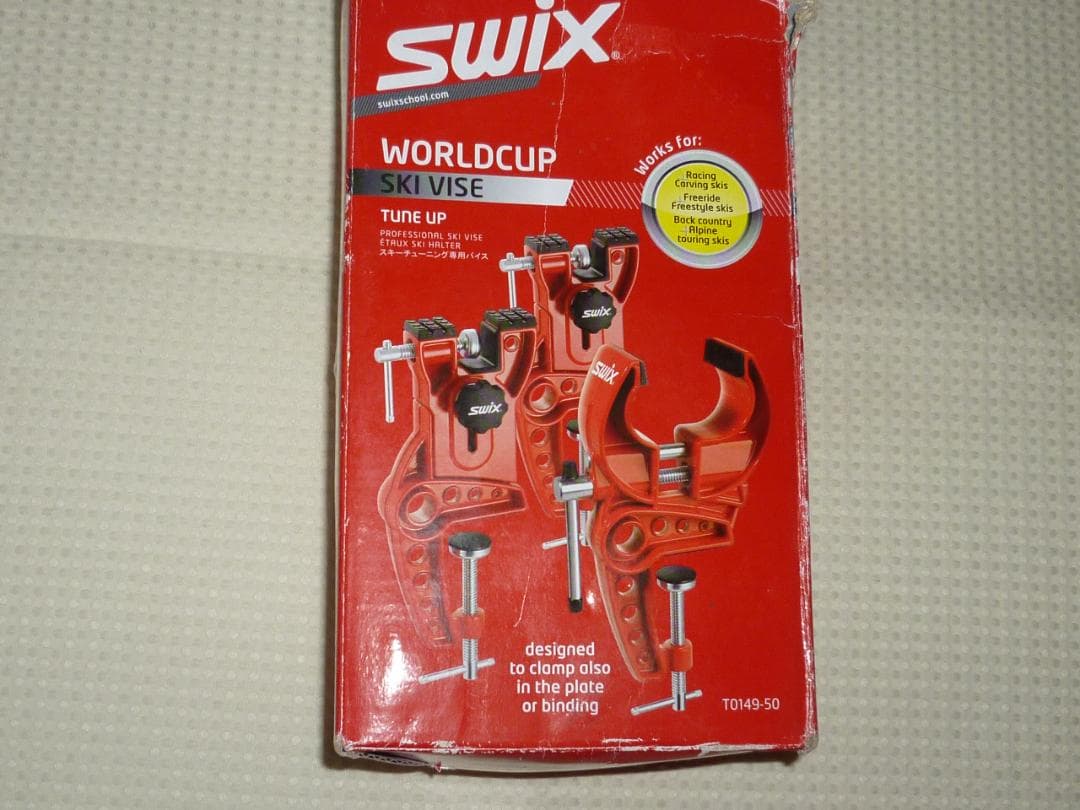 SWIX®
swixschool.com
WORLDCUP
SKI VISE
TUNE UP
PROFESSIONAL SKI VISE
ÉTAUX SKI HALTER
スキーチューニング専用バイス
Works for:
Racing
Carving skis
Freeride
Freestyle skis
Back country
Alpine
touring skis
SWIX
SWIX
SWIX
designed
to clamp also
in the plate
or binding
T0149-50